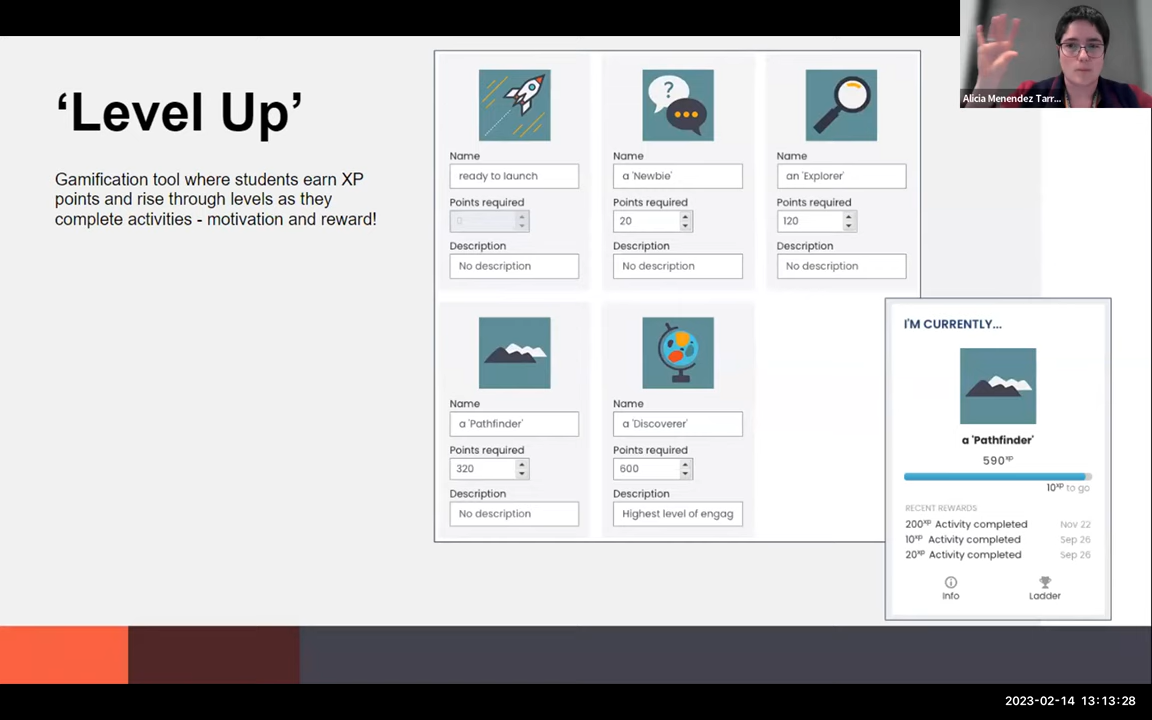 ‘Level Up’
Gamification tool where students earn XP
points and rise through levels as they
complete activities - motivation and reward!
Name
ready to launch
Points required
0
Description
No description
?
Name
a 'Newbie'
Points required
20
Description
No description
Name
an 'Explorer'
Points required
120
Description
No description
Name
a 'Pathfinder'
Points required
320
Description
No description
Name
a 'Discoverer'
Points required
600
Description
Highest level of engag
I'M CURRENTLY...
a 'Pathfinder'
590xp
10xp to go
RECENT REWARDS
200xp Activity completed Nov 22
10xp Activity completed Sep 26
20xp Activity completed Sep 26
Info Ladder
Alicia Menendez Tarr...
2023-02-14 13:13:28